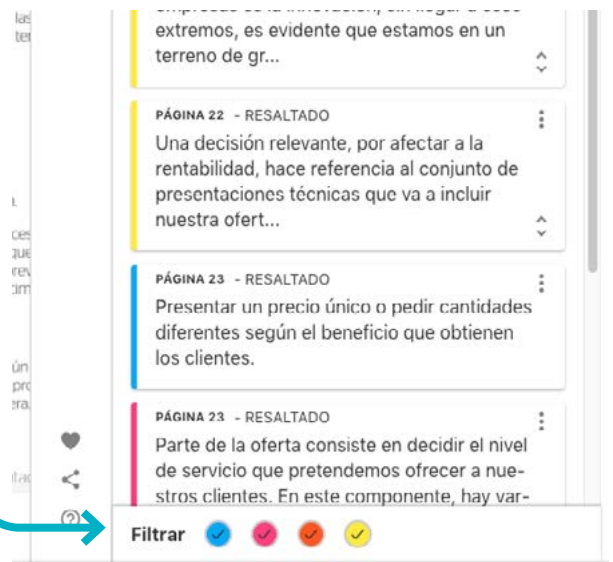 extremos, es evidente que estamos en un
terreno de gr...
PÁGINA 22 - RESALTADO
Una decisión relevante, por afectar a la
rentabilidad, hace referencia al conjunto de
presentaciones técnicas que va a incluir
nuestra ofert...
PÁGINA 23 - RESALTADO
Presentar un precio único o pedir cantidades
diferentes según el beneficio que obtienen
los clientes.
PÁGINA 23 - RESALTADO
Parte de la oferta consiste en decidir el nivel
de servicio que pretendemos ofrecer a nue-
stros clientes. En este componente, hay var-
Filtrar